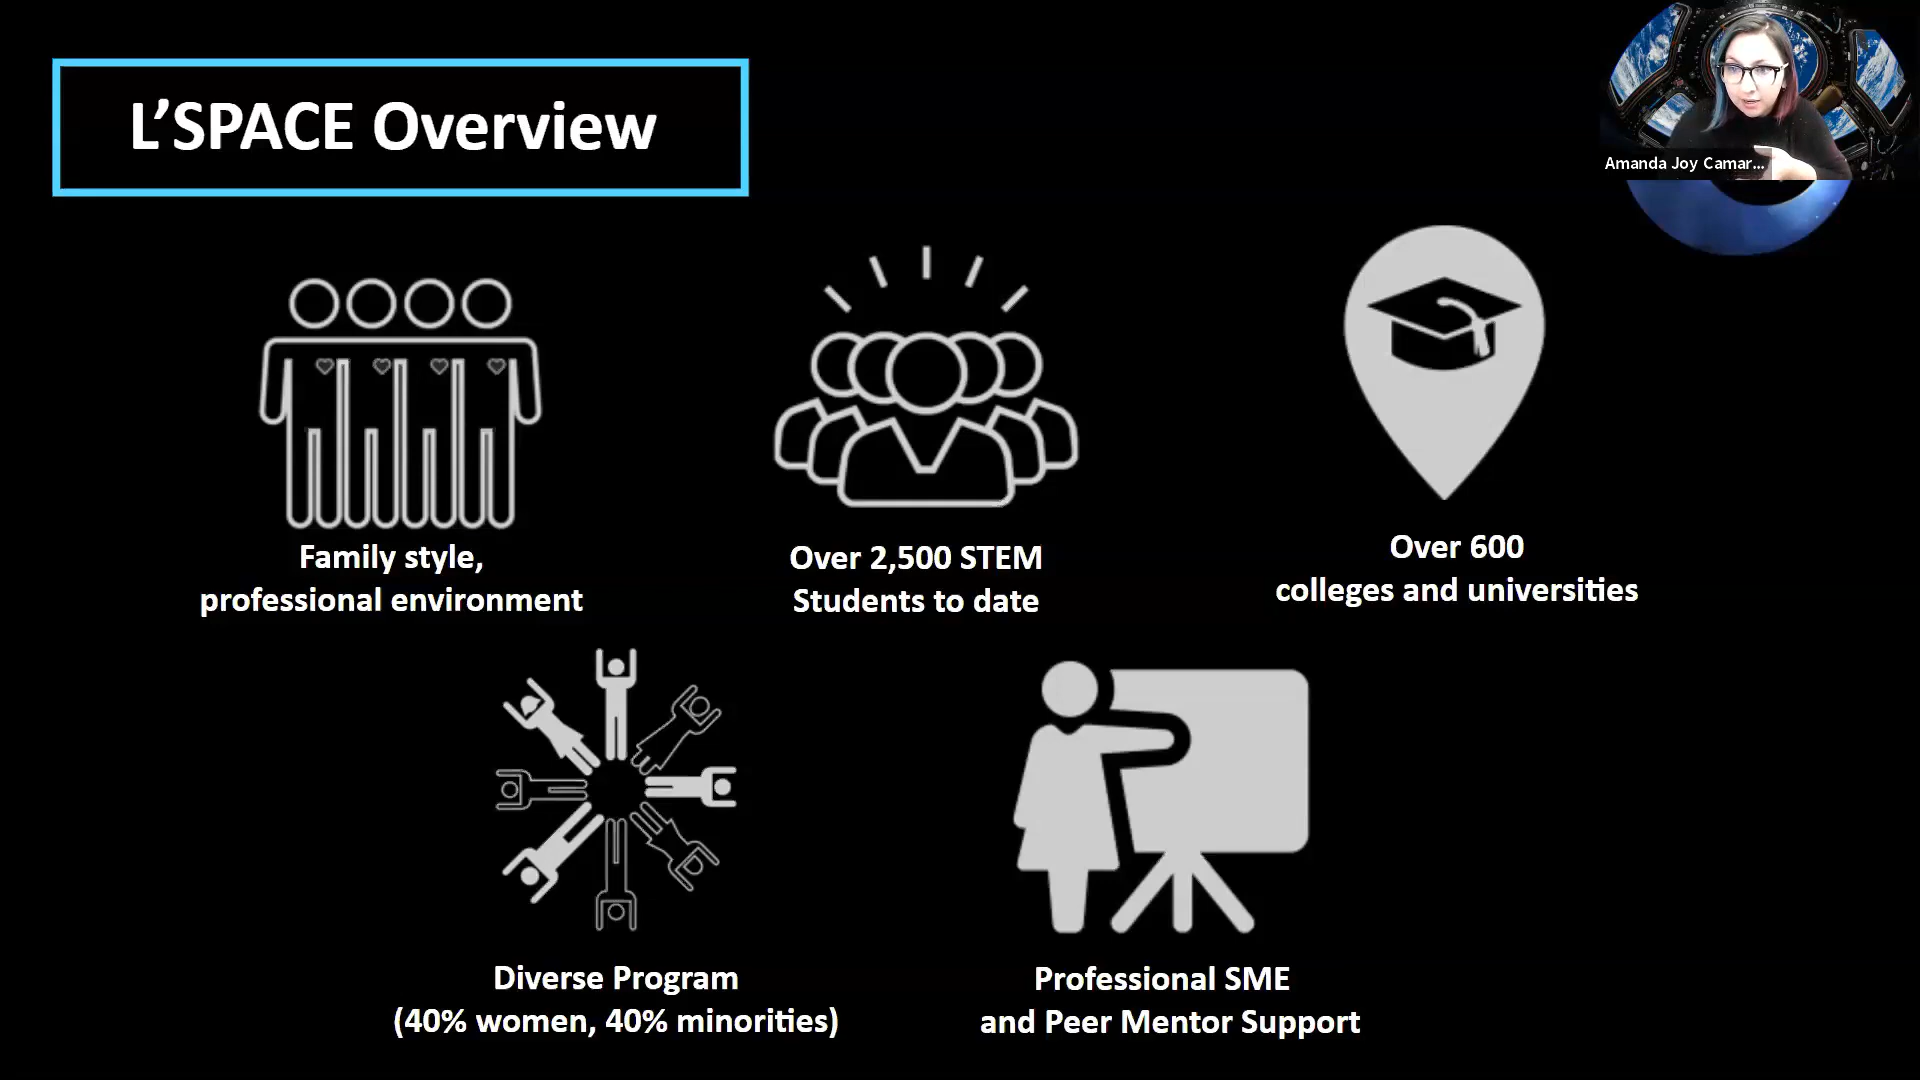 L'SPACE Overview
Amanda Joy Camar...
Family style,
professional environment
Over 2,500 STEM
Students to date
Over 600
colleges and universities
Diverse Program
(40% women, 40% minorities)
Professional SME
and Peer Mentor Support